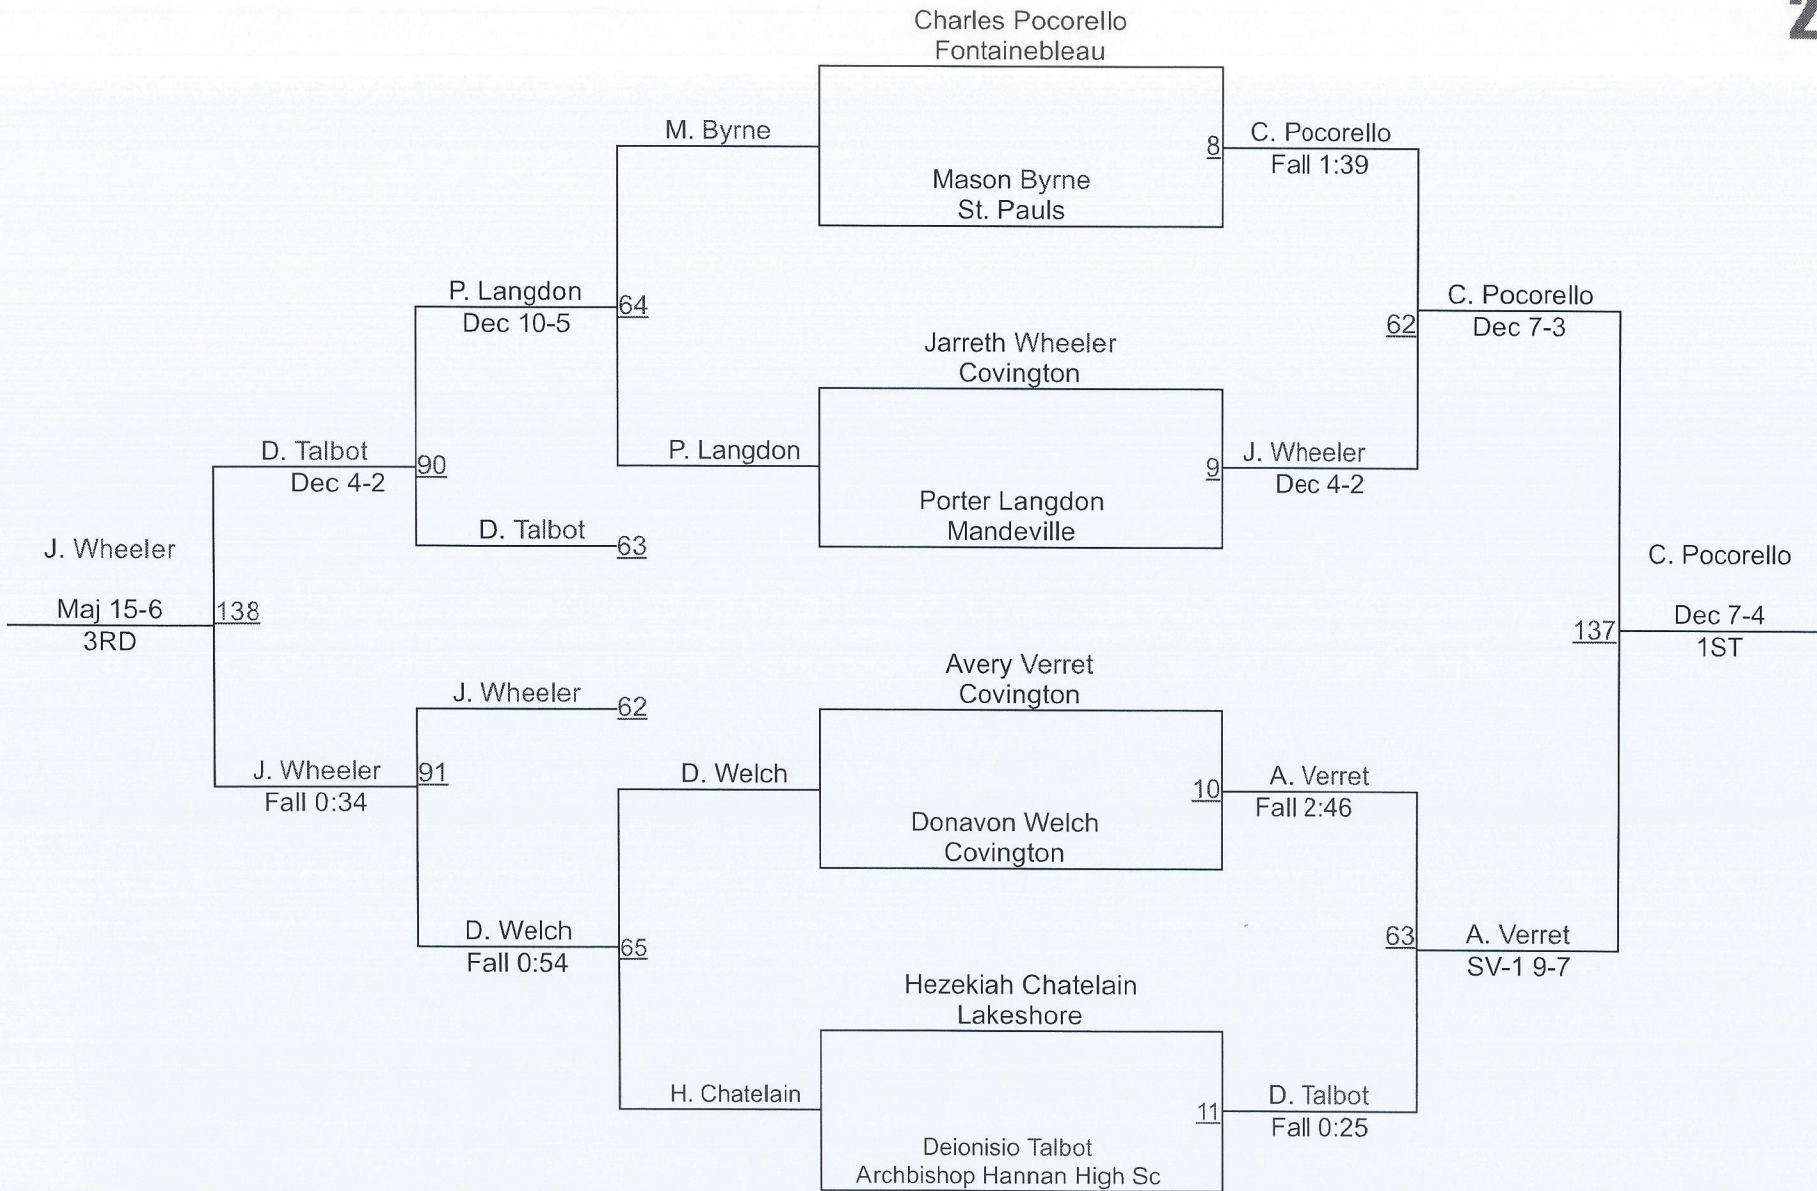 Charles Pocorello
Fontainebleau
M. Byrne
8
C. Pocorello
Fall 1:39
Mason Byrne
St. Pauls
P. Langdon
Dec 10-5
64
C. Pocorello
Dec 7-3
62
Jarreth Wheeler
Covington
D. Talbot
Dec 4-2
90
P. Langdon
9
J. Wheeler
Dec 4-2
Porter Langdon
Mandeville
D. Talbot
63
J. Wheeler
Maj 15-6
3RD
138
C. Pocorello
Dec 7-4
1ST
137
Avery Verret
Covington
J. Wheeler
62
J. Wheeler
Fall 0:34
91
D. Welch
10
A. Verret
Fall 2:46
Donavon Welch
Covington
D. Welch
Fall 0:54
65
63
A. Verret
SV-1 9-7
Hezekiah Chatelain
Lakeshore
H. Chatelain
11
D. Talbot
Fall 0:25
Deionisio Talbot
Archbishop Hannan High Sc